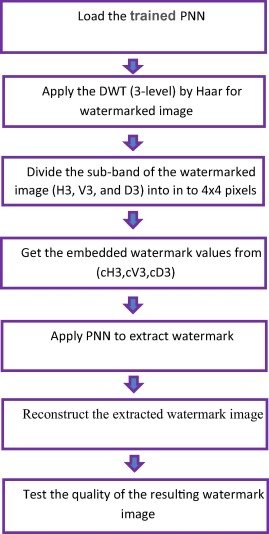 Load the trained PNN
Apply the DWT (3-level) by Haar for
watermarked image
Divide the sub-band of the watermarked
image (H3, V3, and D3) into in to 4x4 pixels
Get the embedded watermark values from
(cH3,cV3,cD3)
Apply PNN to extract watermark
Reconstruct the extracted watermark image
Test the quality of the resulting watermark
image